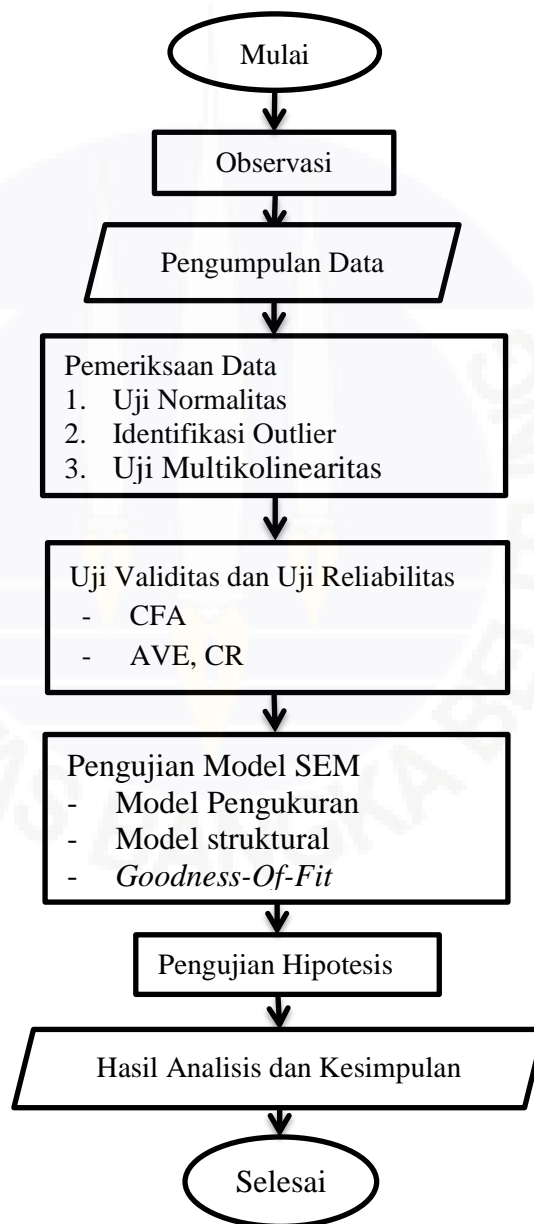 Mulai
Observasi
Pengumpulan Data
Pemeriksaan Data
1. Uji Normalitas
2. Identifikasi Outlier
3. Uji Multikolinearitas
Uji Validitas dan Uji Reliabilitas
- CFA
- AVE, CR
Pengujian Model SEM
- Model Pengukuran
- Model struktural
- Goodness-Of-Fit
Pengujian Hipotesis
Hasil Analisis dan Kesimpulan
Selesai